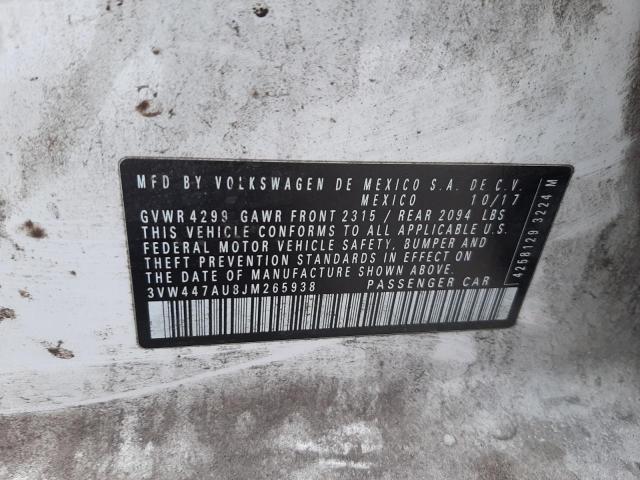 MFD BY VOLKSWAGEN DE MEXICO S.A. DE C.V.
MEXICO 10/17
GVWR 4299 GAWR FRONT 2315 / REAR 2094 LBS
THIS VEHICLE CONFORMS TO ALL APPLICABLE U.S.
FEDERAL MOTOR VEHICLE SAFETY, BUMPER AND
THEFT PREVENTION STANDARDS IN EFFECT ON
THE DATE OF MANUFACTURE SHOWN ABOVE.
3VW447AU8JM265938 PASSENGER CAR
4258129 3224 M